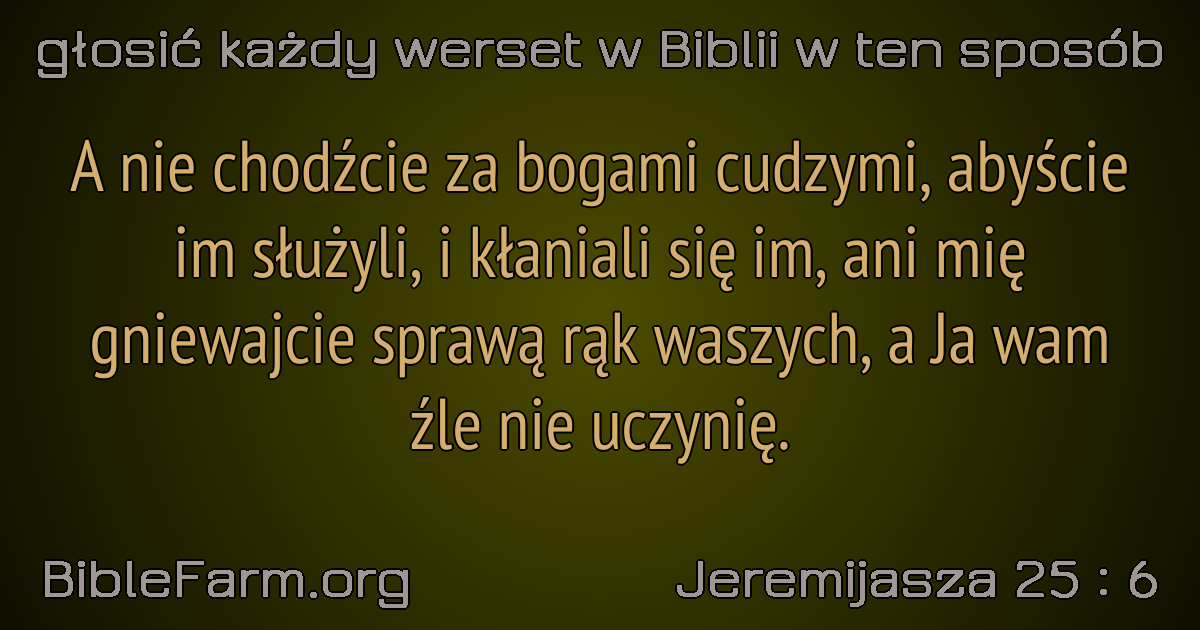 głosić każdy werset w Biblii w ten sposób
A nie chodźcie za bogami cudzymi, abyście
im służyli, i kłaniali się im, ani mię
gniewajcie sprawą rąk waszych, a Ja wam
źle nie uczynię.
BibleFarm.org
Jeremijasza 25 : 6